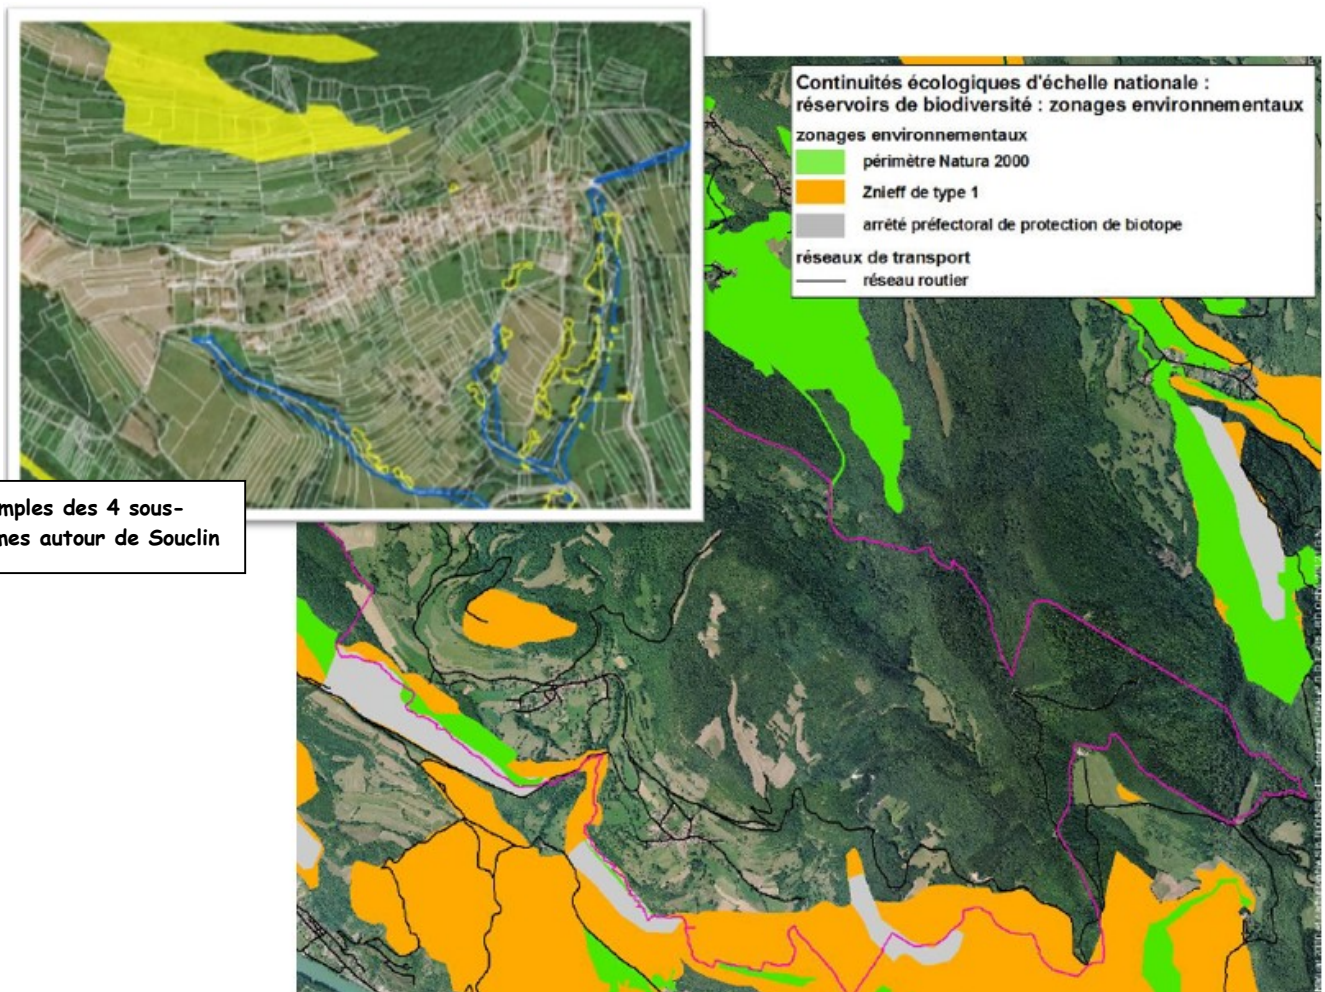 Continuités écologiques d'échelle nationale :
réservoirs de biodiversité : zonages environnementaux
zonages environnementaux
périmètre Natura 2000
Znieff de type 1
arrêté préfectoral de protection de biotope
réseaux de transport
réseau routier
mples des 4 sous-
nes autour de Souclin